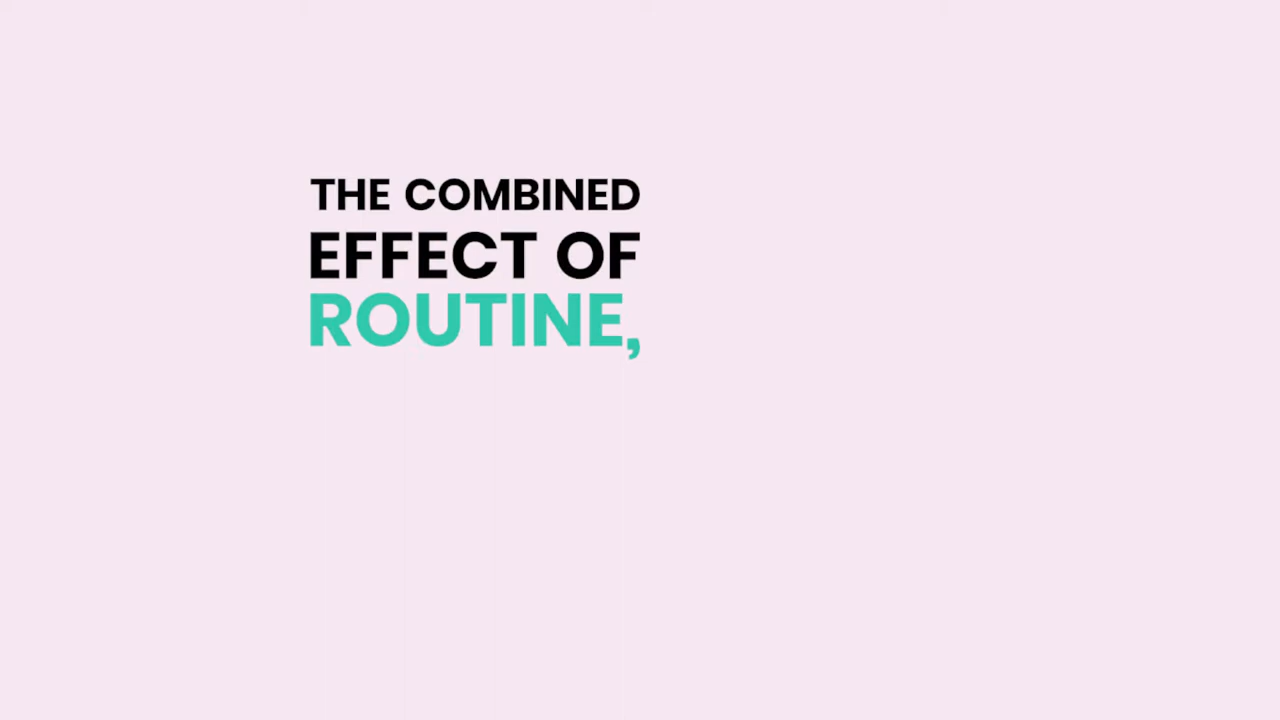 THE COMBINED
EFFECT OF
ROUTINE,